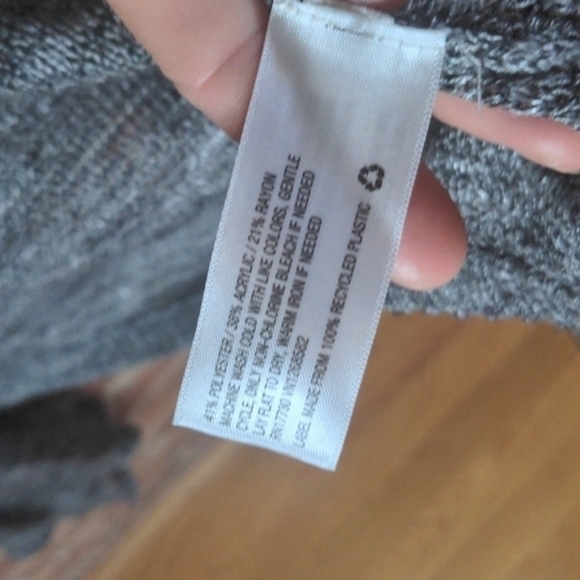 41% POLYESTER / 38% ACRYLIC / 21% RAYON
MACHINE WASH COLD WITH LIKE COLORS, GENTLE
CYCLE. ONLY NON-CHLORINE BLEACH IF NEEDED
LAY FLAT TO DRY, WARM IRON IF NEEDED
LABEL MADE FROM 100% RECYCLED PLASTIC